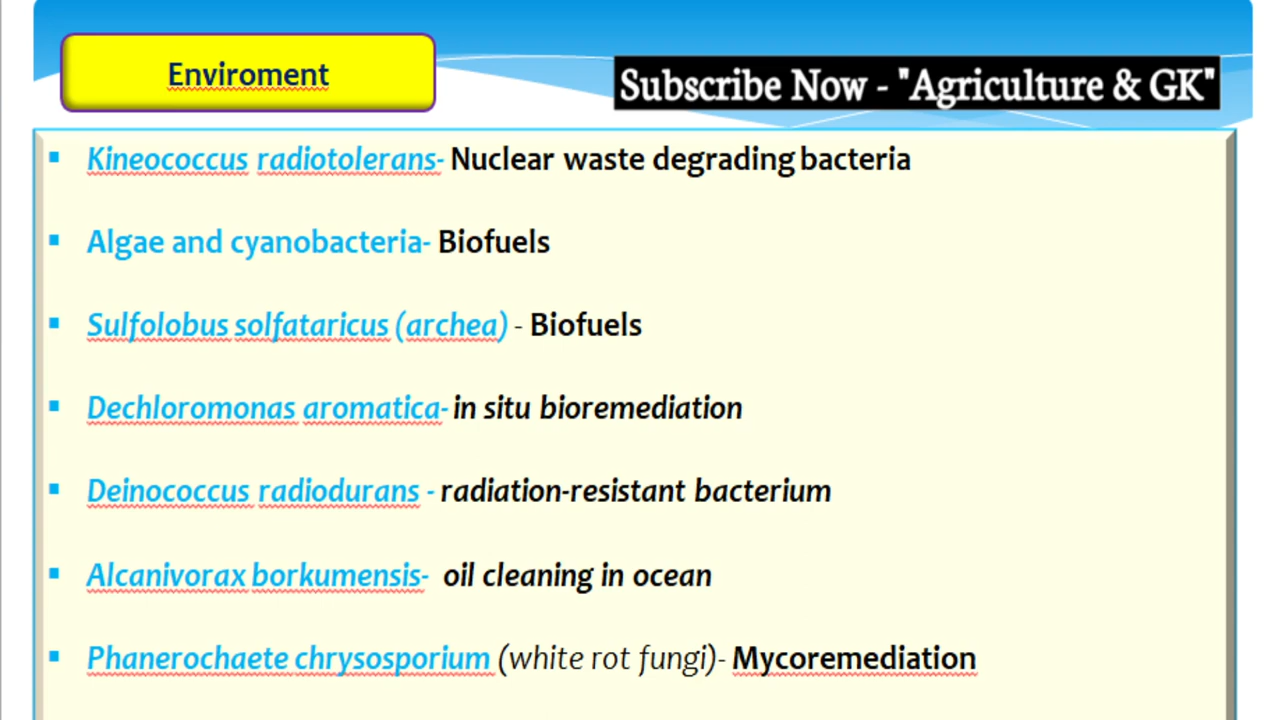 Enviroment
Subscribe Now - "Agriculture & GK"
▪ Kineococcus radiotolerans- Nuclear waste degrading bacteria
▪ Algae and cyanobacteria- Biofuels
▪ Sulfolobus solfataricus (archea) - Biofuels
▪ Dechloromonas aromatica- in situ bioremediation
▪ Deinococcus radiodurans - radiation-resistant bacterium
▪ Alcanivorax borkumensis- oil cleaning in ocean
▪ Phanerochaete chrysosporium (white rot fungi)- Mycoremediation